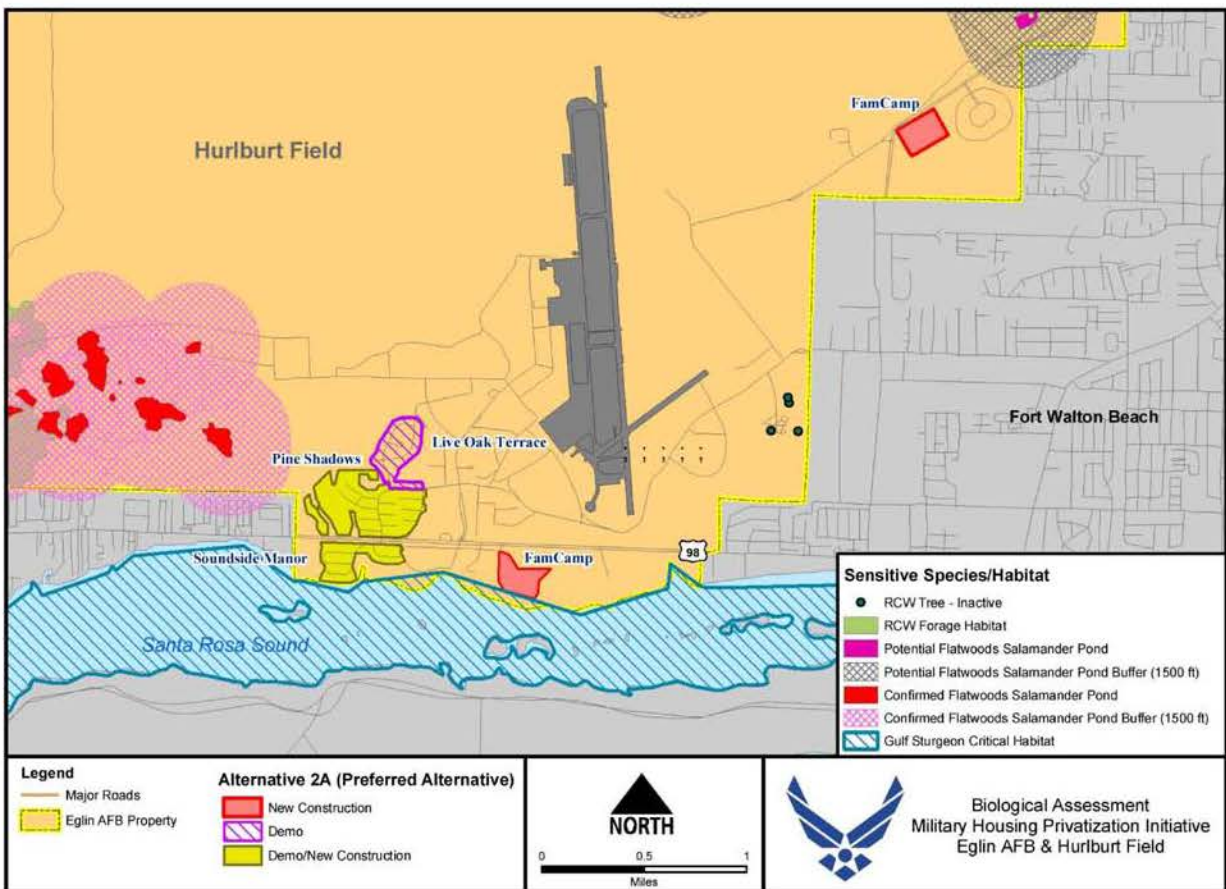 FamCamp
Hurlburt Field
Fort Walton Beach
Live Oak Terrace
Pine Shadows
Soundside Manor
FamCamp
98
Santa Rosa Sound
Sensitive Species/Habitat
RCW Tree - Inactive
RCW Forage Habitat
Potential Flatwoods Salamander Pond
Potential Flatwoods Salamander Pond Buffer (1500 ft)
Confirmed Flatwoods Salamander Pond
Confirmed Flatwoods Salamander Pond Buffer (1500 ft)
Gulf Sturgeon Critical Habitat
Legend
Major Roads
Eglin AFB Property
Alternative 2A (Preferred Alternative)
New Construction
Demo
Demo/New Construction
NORTH
0 0.5 1
Miles
Biological Assessment
Military Housing Privatization Initiative
Eglin AFB & Hurlburt Field